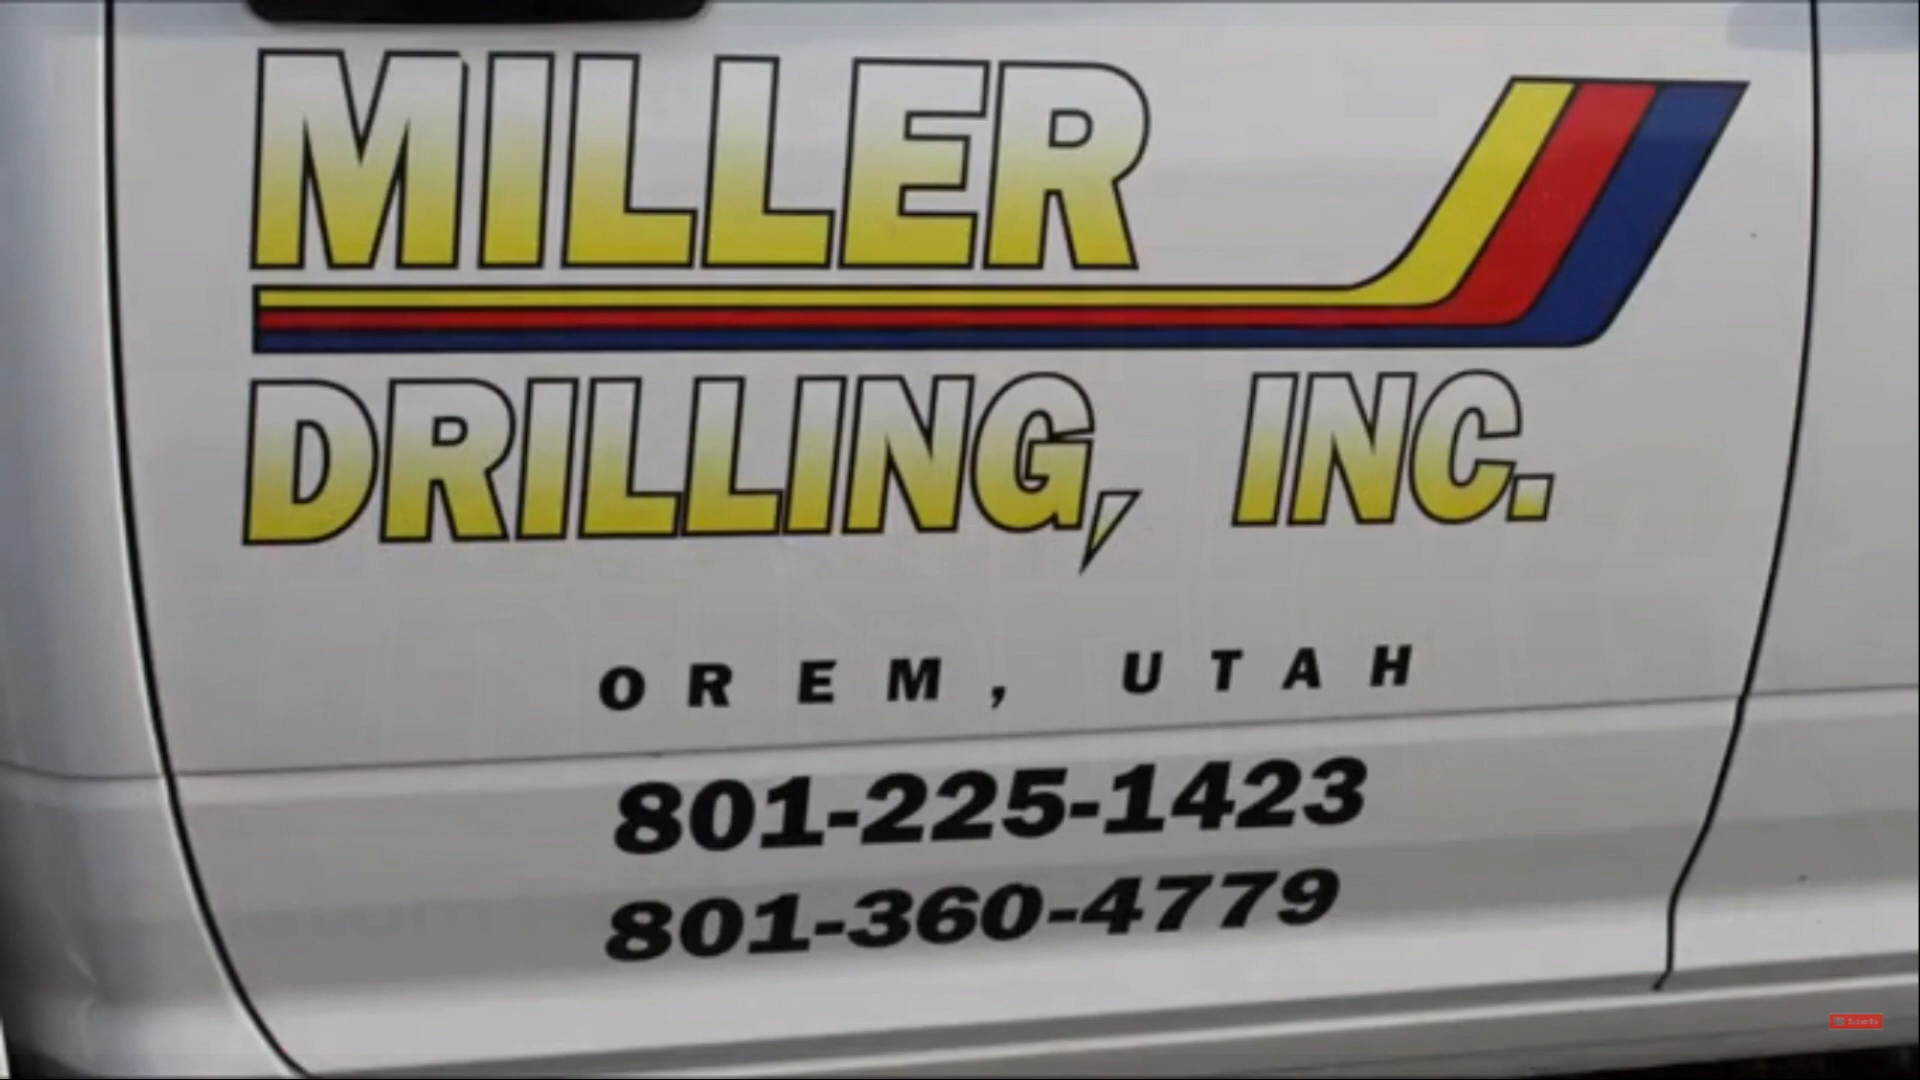 MILLER
DRILLING, INC.
OREM, UTAH
801-225-1423
801-360-4779